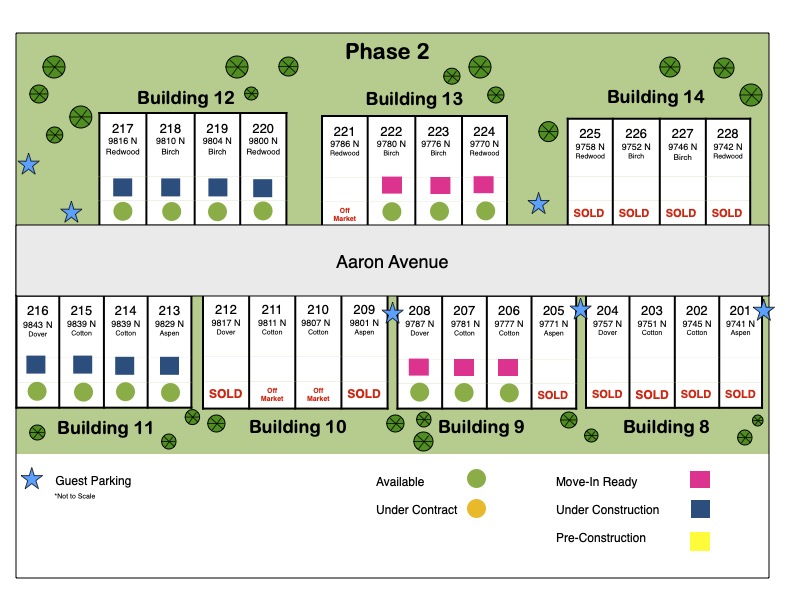 Phase 2
Building 12
Building 13
Building 14
217
9816 N
Redwood
218
9810 N
Birch
219
9804 N
Birch
220
9800 N
Redwood
221
9786 N
Redwood
Off
Market
222
9780 N
Birch
223
9776 N
Birch
224
9770 N
Redwood
225
9758 N
Redwood
SOLD
226
9752 N
Birch
SOLD
227
9746 N
Birch
SOLD
228
9742 N
Redwood
SOLD
Aaron Avenue
216
9843 N
Dover
215
9839 N
Cotton
214
9839 N
Cotton
213
9829 N
Aspen
212
9817 N
Dover
SOLD
211
9811 N
Cotton
Off
Market
210
9807 N
Cotton
Off
Market
209
9801 N
Aspen
SOLD
208
9787 N
Dover
207
9781 N
Cotton
206
9777 N
Cotton
205
9771 N
Aspen
SOLD
204
9757 N
Dover
SOLD
203
9751 N
Cotton
SOLD
202
9745 N
Cotton
SOLD
201
9741 N
Aspen
SOLD
Building 11
Building 10
Building 9
Building 8
Guest Parking
*Not to Scale
Available
Under Contract
Move-In Ready
Under Construction
Pre-Construction